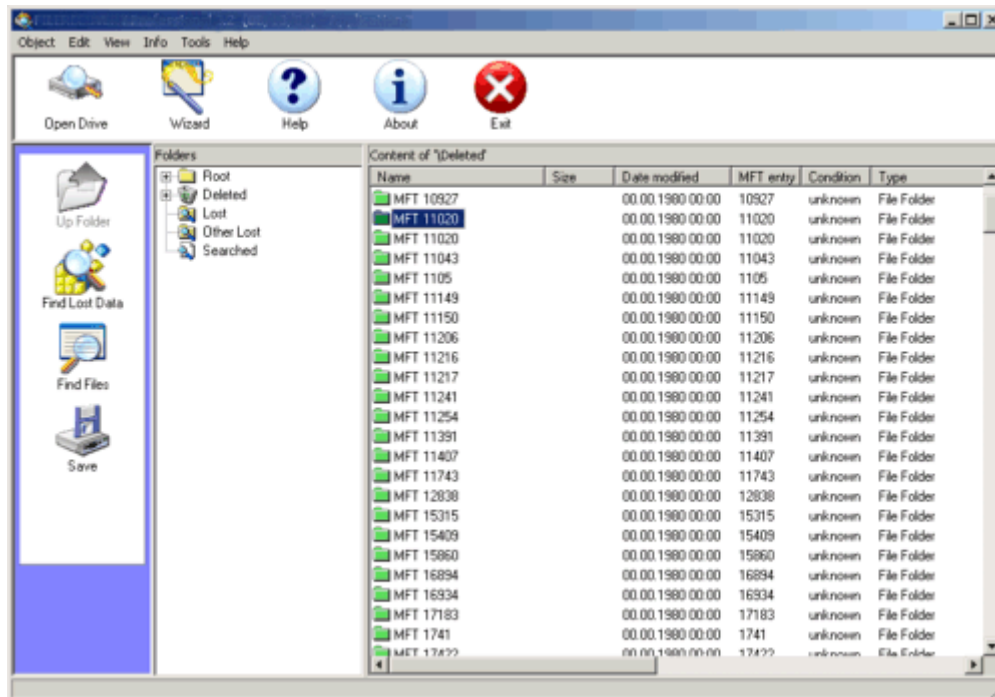 Object Edit View Info Tools Help
Open Drive Wizard Help About Exit
Up Folder
Find Lost Data
Find Files
Save
Folders
Root
Deleted
Lost
Other Lost
Searched
Content of "\Deleted'
Name Size Date modified MFT entry Condition Type
MFT 10927 00.00.1980 00:00 10927 unknown File Folder
MFT 11020 00.00.1980 00:00 11020 unknown File Folder
MFT 11020 00.00.1980 00:00 11020 unknown File Folder
MFT 11043 00.00.1980 00:00 11043 unknown File Folder
MFT 1105 00.00.1980 00:00 1105 unknown File Folder
MFT 11149 00.00.1980 00:00 11149 unknown File Folder
MFT 11150 00.00.1980 00:00 11150 unknown File Folder
MFT 11206 00.00.1980 00:00 11206 unknown File Folder
MFT 11216 00.00.1980 00:00 11216 unknown File Folder
MFT 11217 00.00.1980 00:00 11217 unknown File Folder
MFT 11241 00.00.1980 00:00 11241 unknown File Folder
MFT 11254 00.00.1980 00:00 11254 unknown File Folder
MFT 11391 00.00.1980 00:00 11391 unknown File Folder
MFT 11407 00.00.1980 00:00 11407 unknown File Folder
MFT 11743 00.00.1980 00:00 11743 unknown File Folder
MFT 12838 00.00.1980 00:00 12838 unknown File Folder
MFT 15315 00.00.1980 00:00 15315 unknown File Folder
MFT 15409 00.00.1980 00:00 15409 unknown File Folder
MFT 15860 00.00.1980 00:00 15860 unknown File Folder
MFT 16894 00.00.1980 00:00 16894 unknown File Folder
MFT 16934 00.00.1980 00:00 16934 unknown File Folder
MFT 17183 00.00.1980 00:00 17183 unknown File Folder
MFT 1741 00.00.1980 00:00 1741 unknown File Folder
MFT 17422 00.00.1980 00:00 17422 unknown File Folder